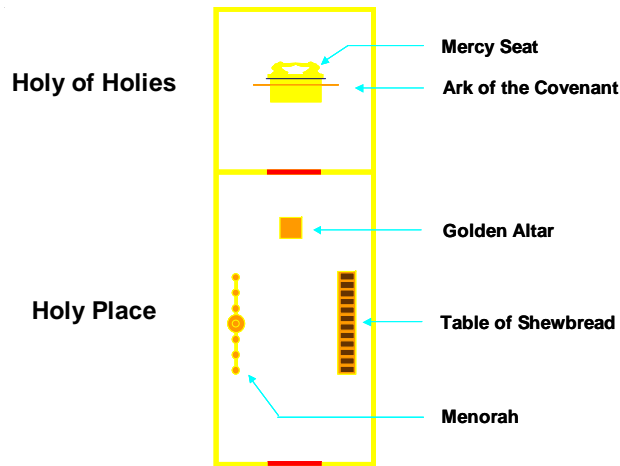 Mercy Seat
Holy of Holies
Ark of the Covenant
Golden Altar
Holy Place
Table of Shewbread
Menorah